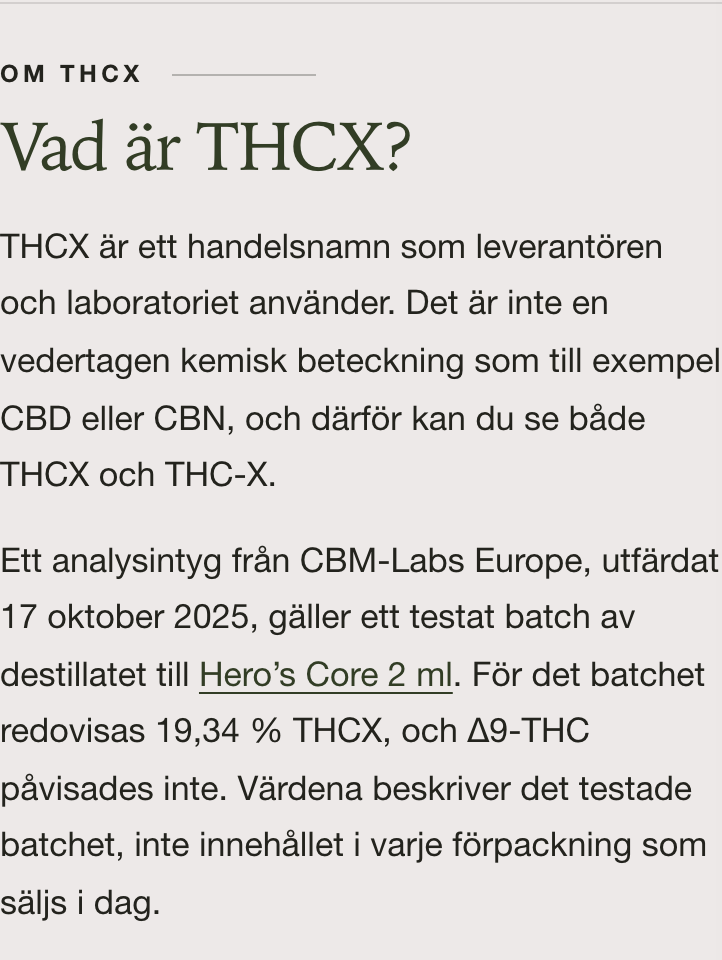 OM THCX
Vad är THCX?
THCX är ett handelsnamn som leverantören
och laboratoriet använder. Det är inte en
vedertagen kemisk beteckning som till exempel
CBD eller CBN, och därför kan du se både
THCX och THC-X.
Ett analysintyg från CBM-Labs Europe, utfärdat
17 oktober 2025, gäller ett testat batch av
destillatet till Hero’s Core 2 ml. För det batchet
redovisas 19,34 % THCX, och Δ9-THC
påvisades inte. Värdena beskriver det testade
batchet, inte innehållet i varje förpackning som
säljs i dag.